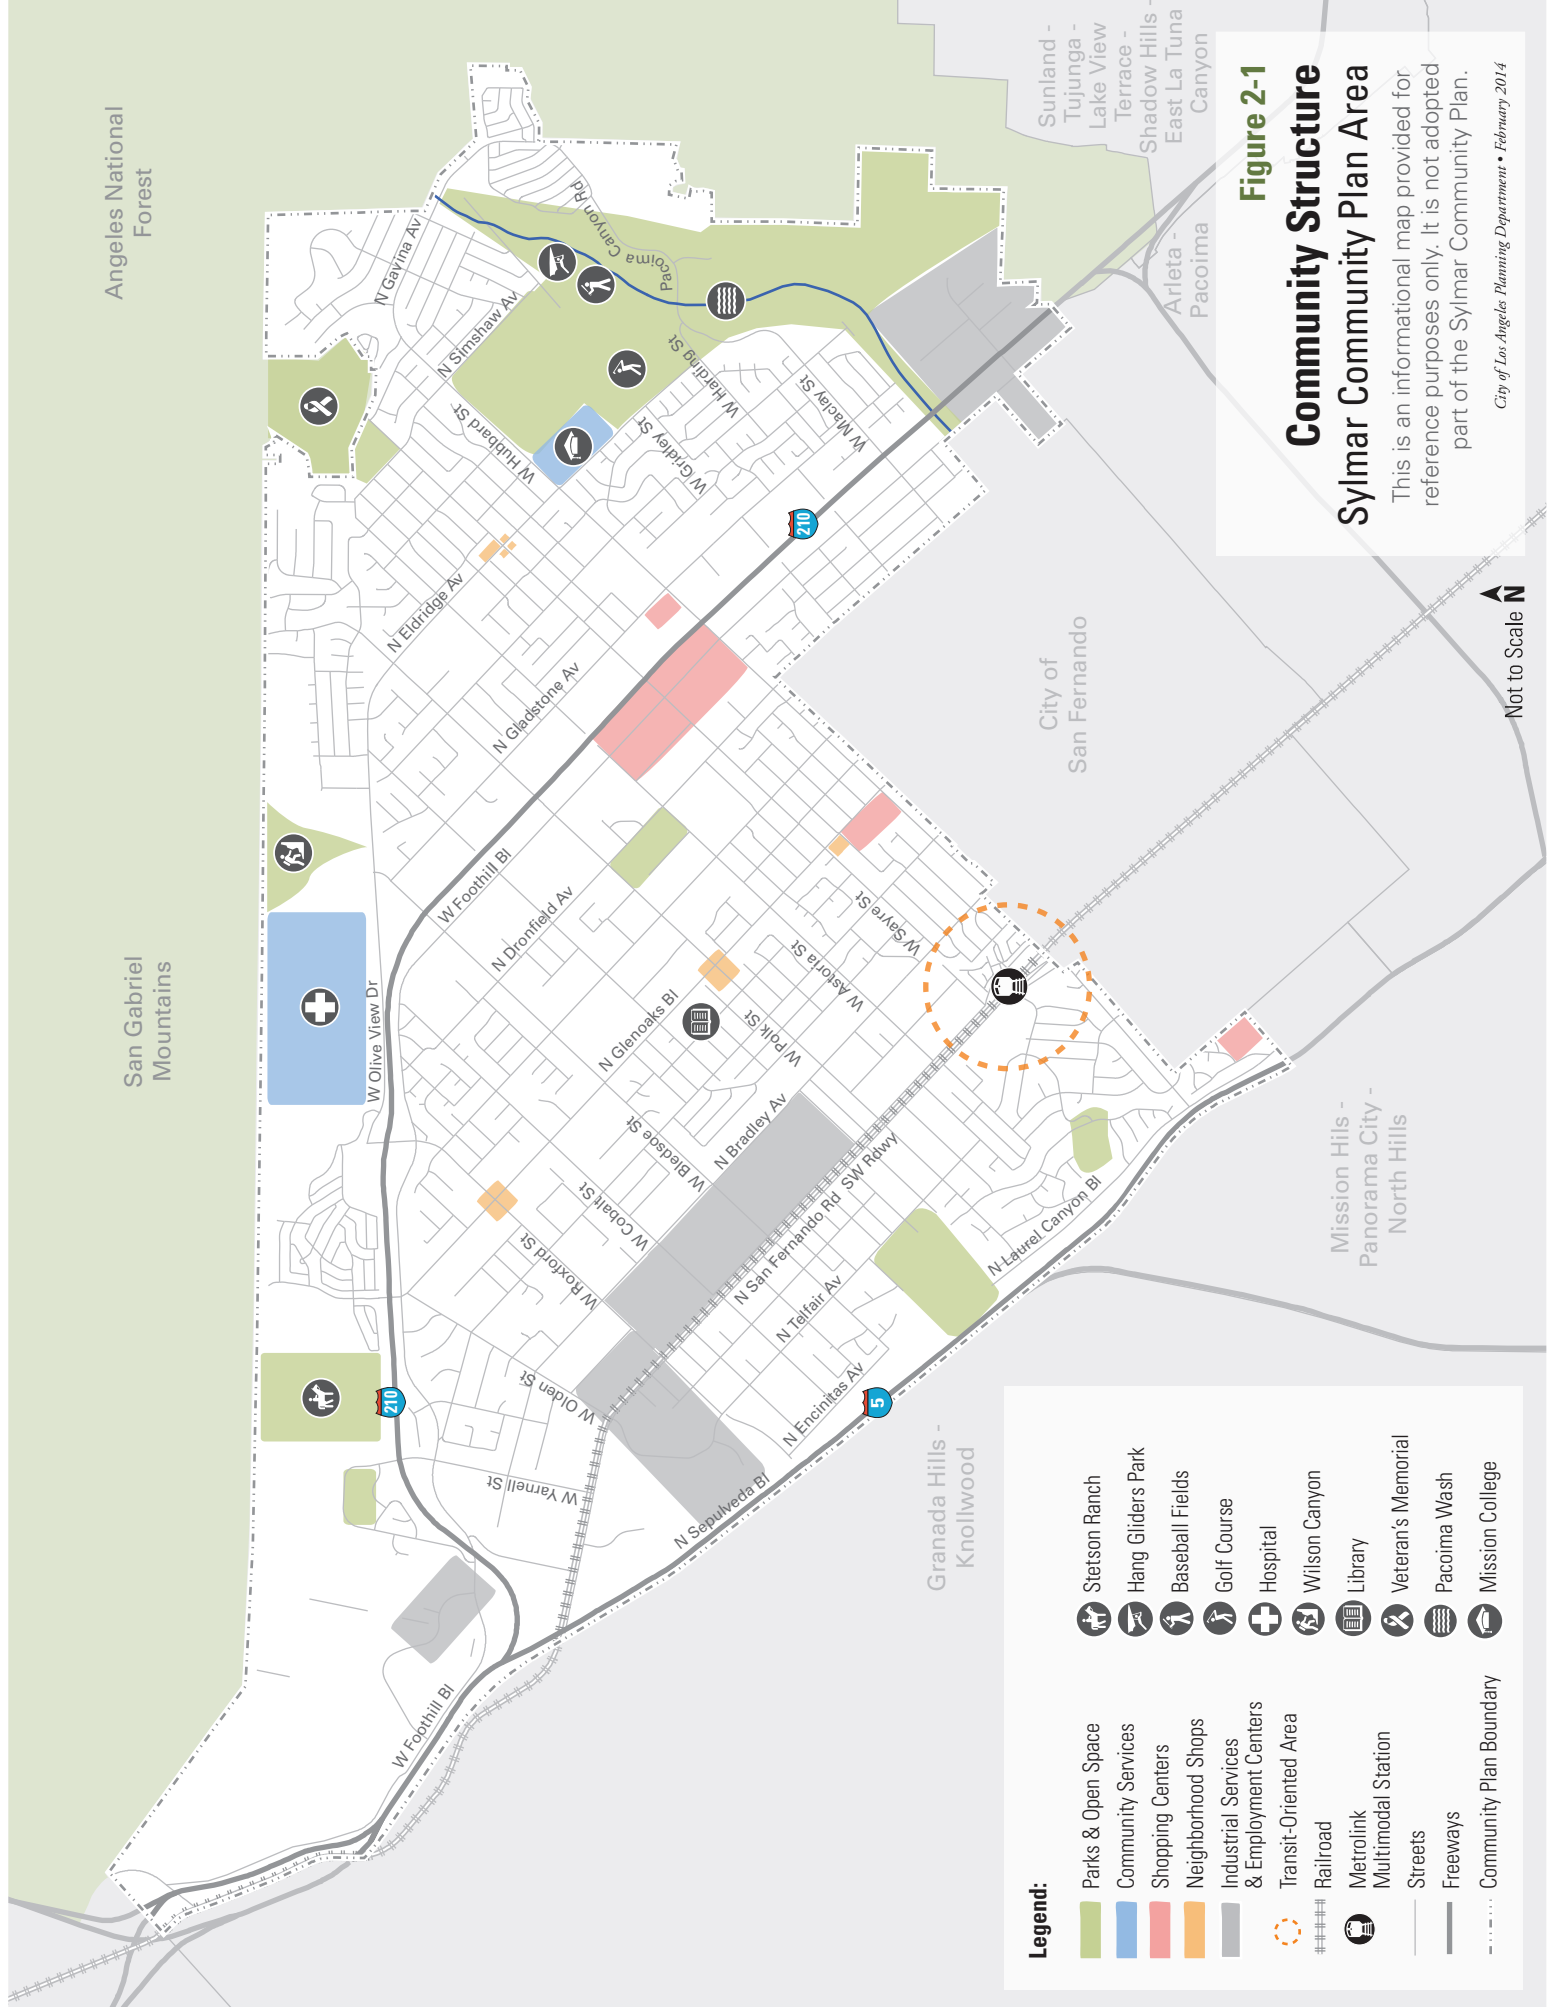 Figure 2-1
Community Structure
Sylmar Community Plan Area
This is an informational map provided for
reference purposes only. It is not adopted
part of the Sylmar Community Plan.
City of Los Angeles Planning Department • February 2014
Angeles National
Forest
San Gabriel
Mountains
Sunland -
Tujunga -
Lake View
Terrace -
Shadow Hills -
East La Tuna
Canyon
Arleta -
Pacoima
City of
San Fernando
Mission Hils -
Panorama City -
North Hills
Granada Hills -
Knollwood
N Gavina Av
N Simshaw Av
Pacoima Canyon Rd
W Hubbard St
W Harding St
W Gridley St
W Maclay St
N Eldridge Av
N Gladstone Av
210
W Foothill Bl
N Dronfield Av
W Olive View Dr
N Glenoaks Bl
W Sayre St
W Astoria St
W Polk St
N Bradley Av
W Bledsoe St
W Cobalt St
W Roxford St
SW Rdwy
N San Fernando Rd
N Telfair Av
N Laurel Canyon Bl
N Encinitas Av
W Olden St
W Yarnell St
N Sepulveda Bl
210
5
W Foothill Bl
Not to Scale
N
Legend:
Parks & Open Space
Community Services
Shopping Centers
Neighborhood Shops
Industrial Services
& Employment Centers
Transit-Oriented Area
Railroad
Metrolink
Multimodal Station
Streets
Freeways
Community Plan Boundary
Stetson Ranch
Hang Gliders Park
Baseball Fields
Golf Course
Hospital
Wilson Canyon
Library
Veteran's Memorial
Pacoima Wash
Mission College